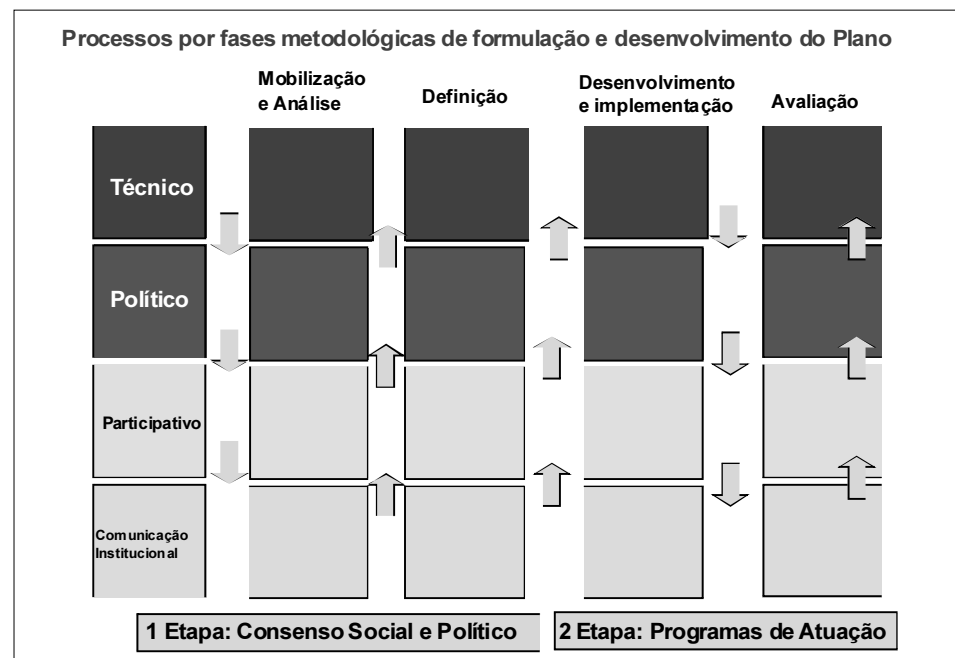 Processos por fases metodológicas de formulação e desenvolvimento do Plano
Mobilização
e Análise
Definição
Desenvolvimento
e implementação
Avaliação
Técnico
Político
Participativo
Comunicação
Institucional
1 Etapa: Consenso Social e Político
2 Etapa: Programas de Atuação